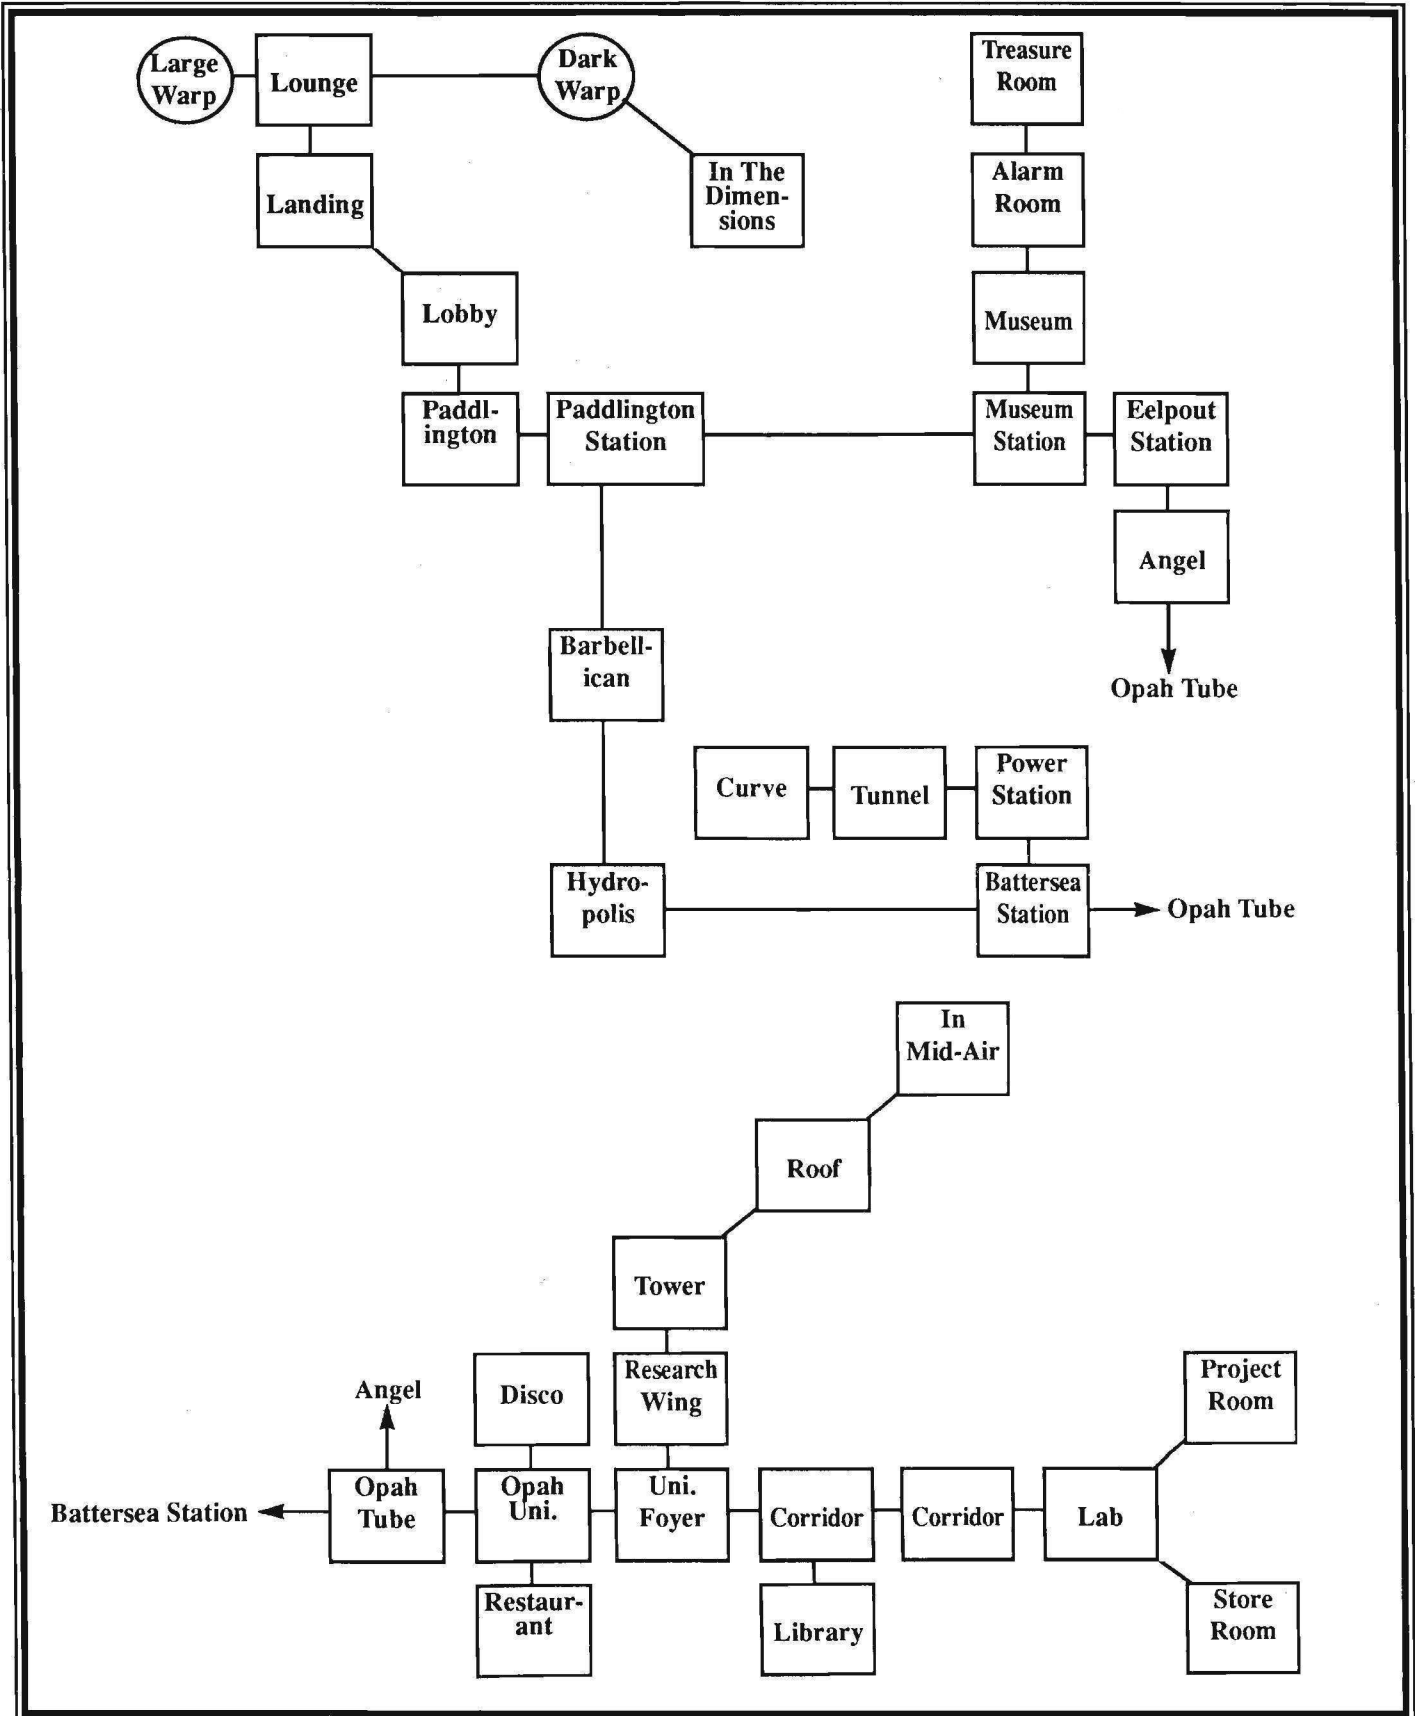 Large
Warp
Lounge
Dark
Warp
Treasure
Room
Landing
In The
Dimen-
sions
Alarm
Room
Lobby
Museum
Paddl-
ington
Paddlington
Station
Museum
Station
Eelpout
Station
Angel
Opah Tube
Barbell-
ican
Curve
Tunnel
Power
Station
Hydro-
polis
Battersea
Station
Opah Tube
In
Mid-Air
Roof
Tower
Angel
Disco
Research
Wing
Project
Room
Battersea Station
Opah
Tube
Opah
Uni.
Uni.
Foyer
Corridor
Corridor
Lab
Restaur-
ant
Library
Store
Room